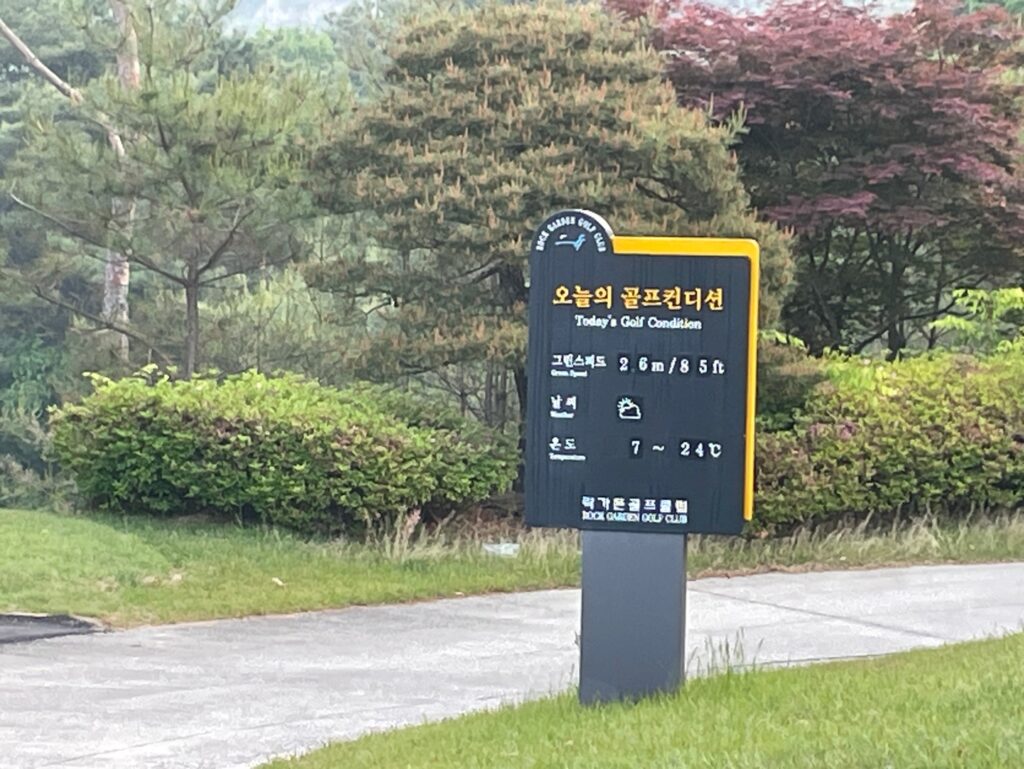 ROCK GARDEN GOLF CLUB
오늘의 골프컨디션
Today's Golf Condition
그린스피드 2 6m/8 5ft
Green Speed
날씨
Weather
온도 7 ~ 24℃
Temperature
락가든골프클럽
ROCK GARDEN GOLF CLUB